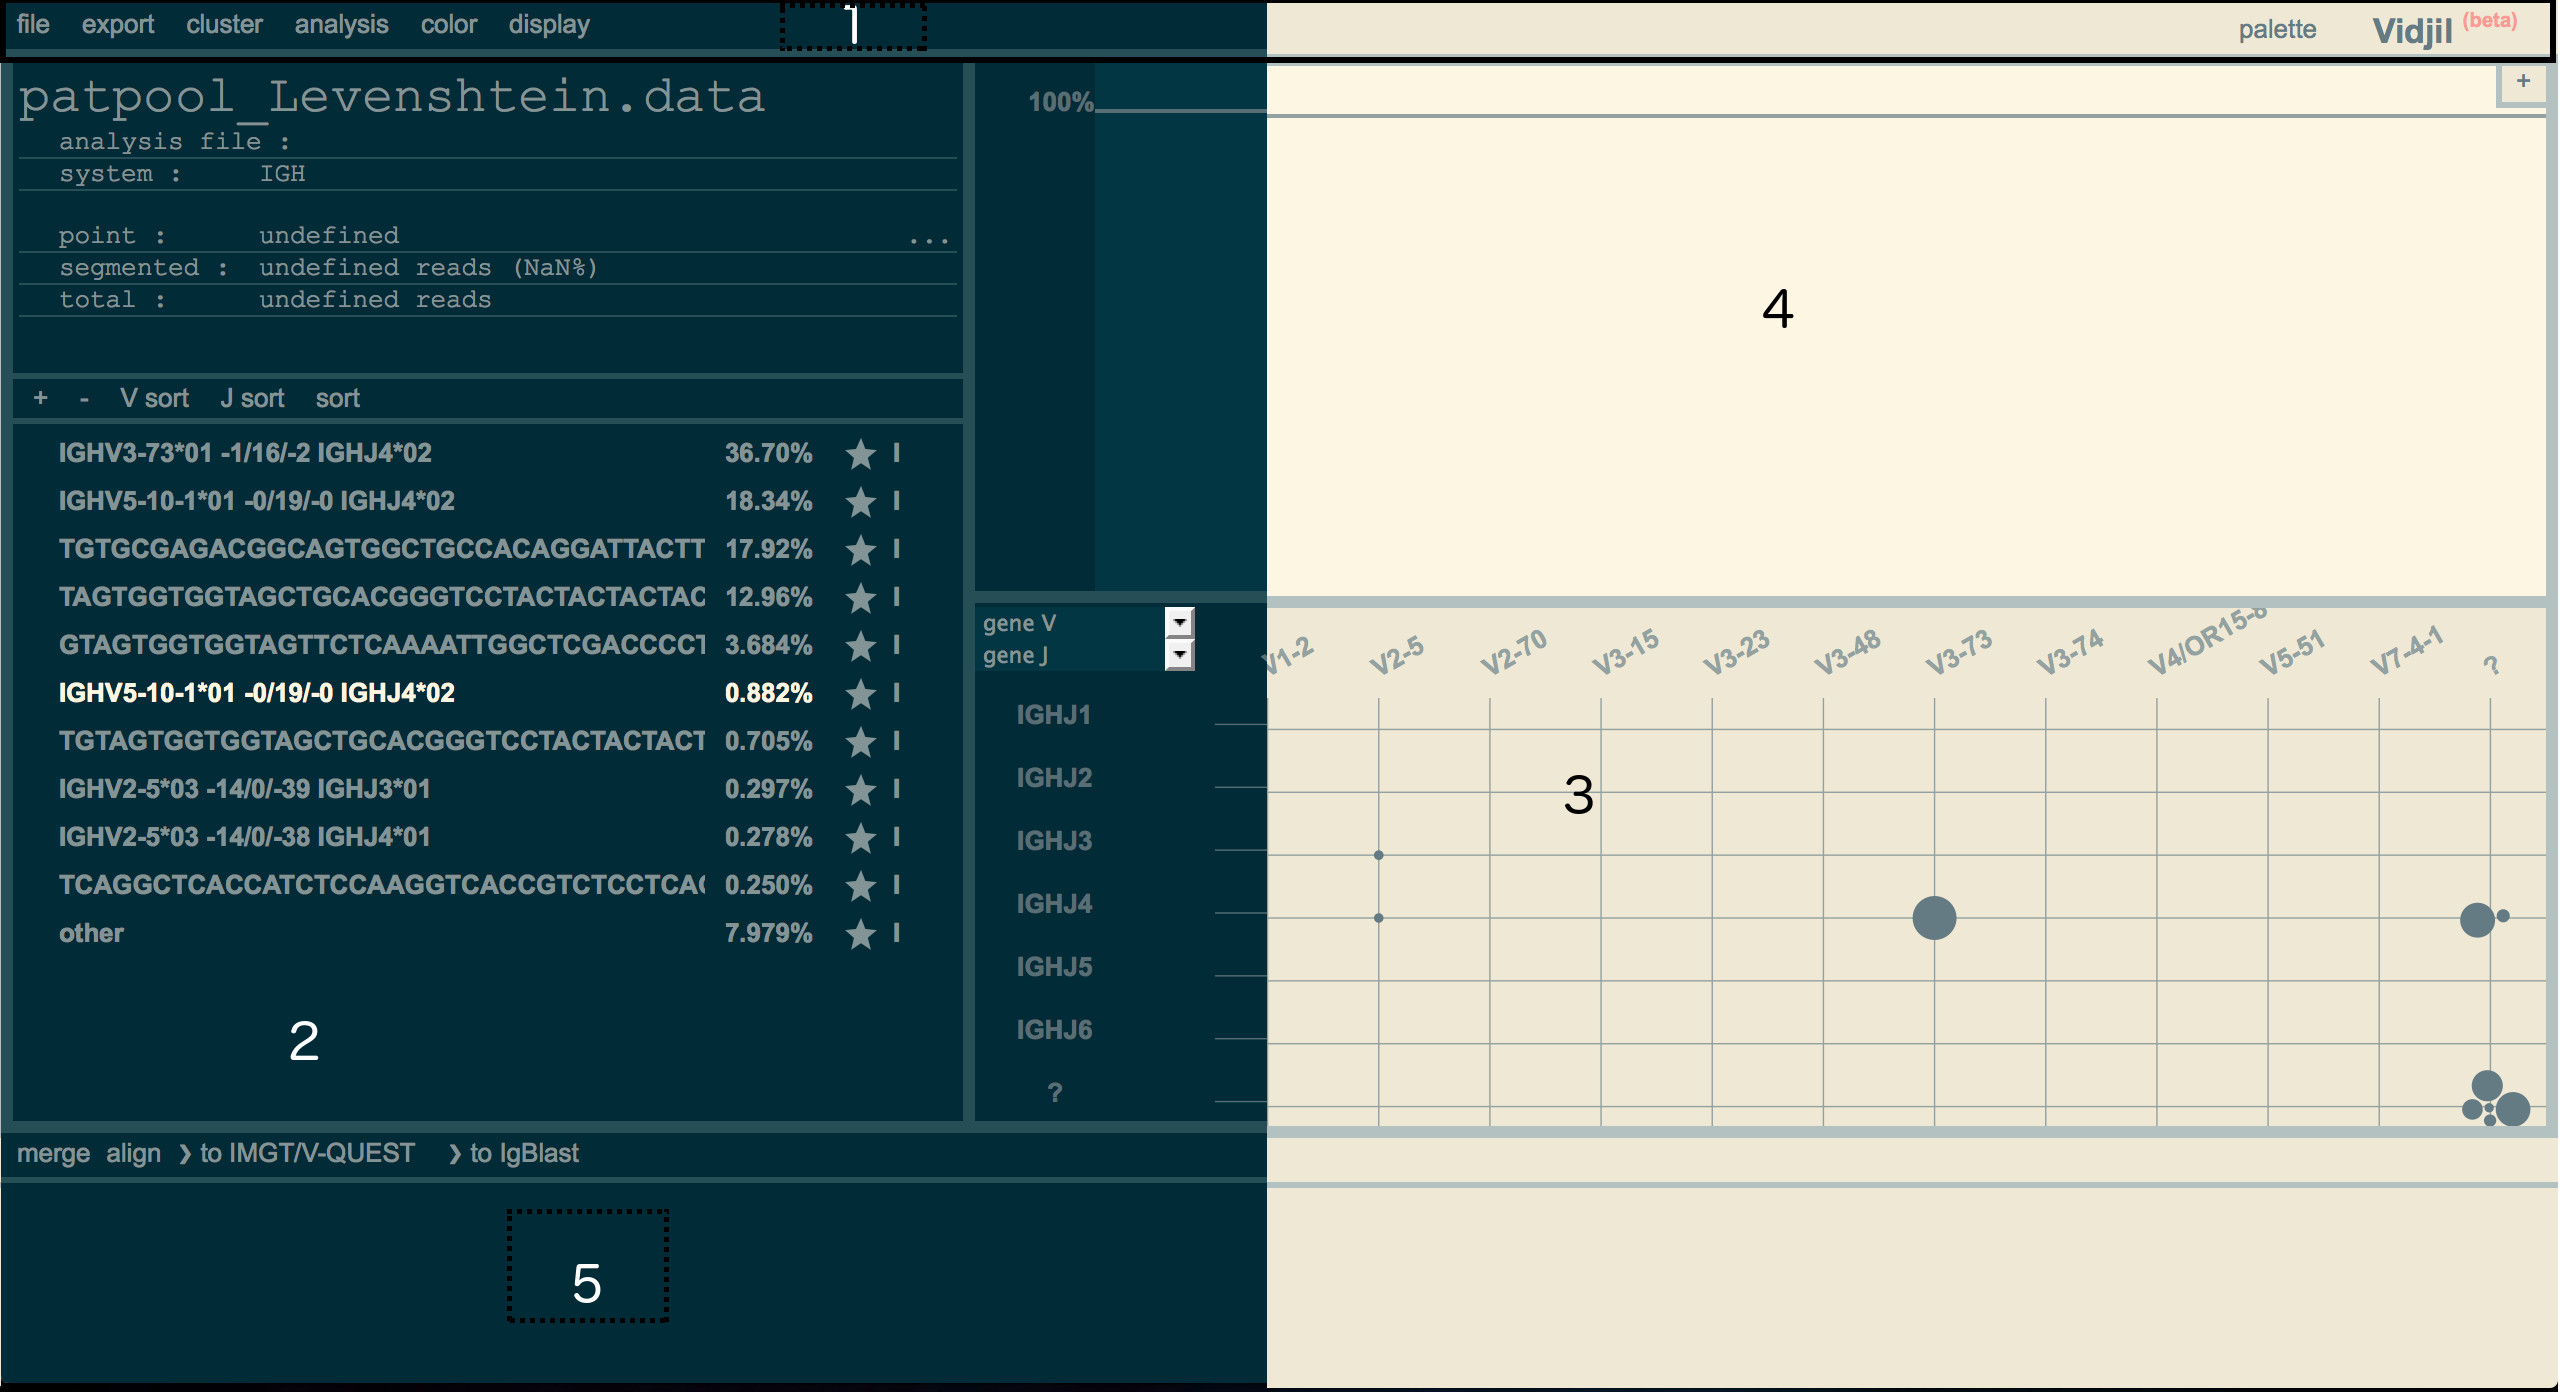 file export cluster analysis color display 1 palette Vidjil (beta)
patpool_Levenshtein.data
analysis file :
system : IGH
point : undefined ...
segmented : undefined reads (NaN%)
total : undefined reads
+ - V sort J sort sort
IGHV3-73*01 -1/16/-2 IGHJ4*02 36.70% ★ I
IGHV5-10-1*01 -0/19/-0 IGHJ4*02 18.34% ★ I
TGTGCGAGACGGCAGTGGCTGCCACAGGATTACTT 17.92% ★ I
TAGTGGTGGTAGCTGCACGGGTCCTACTACTACTAC 12.96% ★ I
GTAGTGGTGGTAGTTCTCAAAATTGGCTCGACCCCT 3.684% ★ I
IGHV5-10-1*01 -0/19/-0 IGHJ4*02 0.882% ★ I
TGTAGTGGTGGTAGCTGCACGGGTCCTACTACTACT 0.705% ★ I
IGHV2-5*03 -14/0/-39 IGHJ3*01 0.297% ★ I
IGHV2-5*03 -14/0/-38 IGHJ4*01 0.278% ★ I
TCAGGCTCACCATCTCCAAGGTCACCGTCTCCTCAC 0.250% ★ I
other 7.979% ★ I
2
100%
+
4
gene V
gene J
V1-2 V2-5 V2-70 V3-15 V3-23 V3-48 V3-73 V3-74 V4/OR15-8 V5-51 V7-4-1 ?
IGHJ1
IGHJ2
3
IGHJ3
IGHJ4
IGHJ5
IGHJ6
?
merge align ❯ to IMGT/V-QUEST ❯ to IgBlast
5